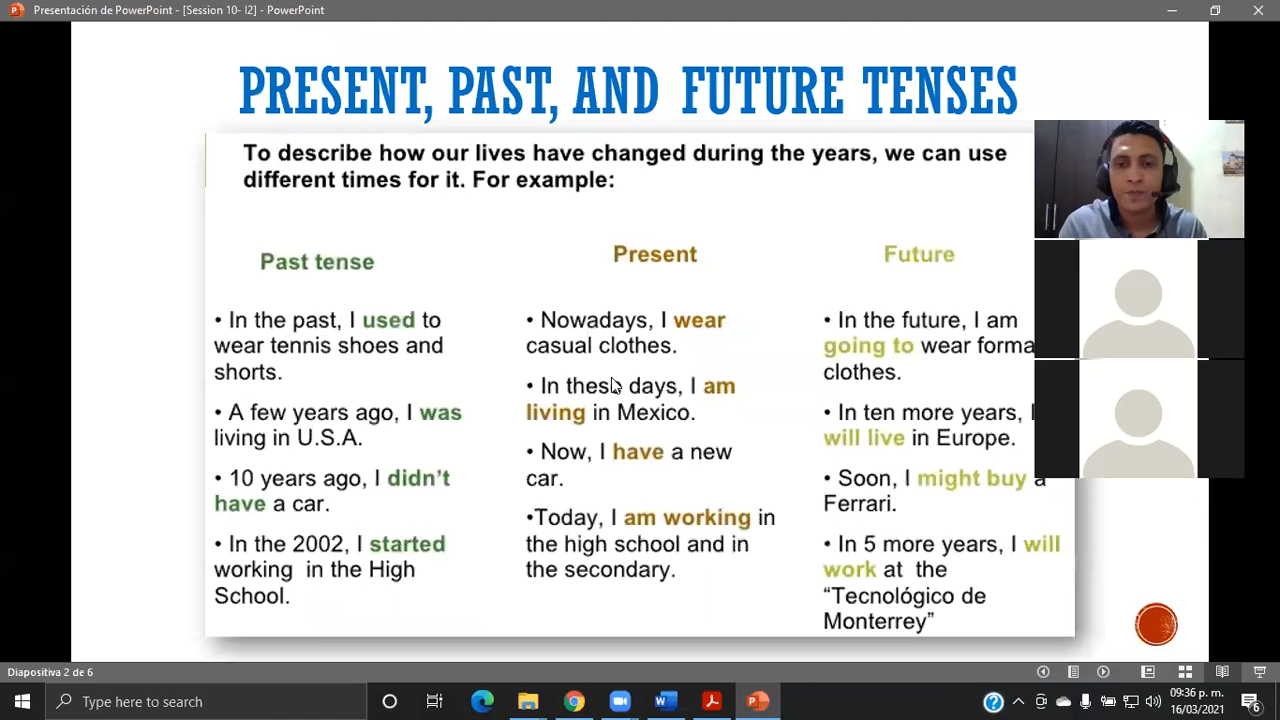 Presentación de PowerPoint - [Session 10- I2] - PowerPoint
PRESENT, PAST, AND FUTURE TENSES
To describe how our lives have changed during the years, we can use
different times for it. For example:
Past tense
• In the past, I used to
wear tennis shoes and
shorts.
• A few years ago, I was
living in U.S.A.
• 10 years ago, I didn't
have a car.
• In the 2002, I started
working in the High
School.
Present
• Nowadays, I wear
casual clothes.
• In these days, I am
living in Mexico.
• Now, I have a new
car.
•Today, I am working in
the high school and in
the secondary.
Future
• In the future, I am
going to wear forma
clothes.
• In ten more years, I
will live in Europe.
• Soon, I might buy a
Ferrari.
• In 5 more years, I will
work at the
“Tecnológico de
Monterrey”
Diapositiva 2 de 6
Type here to search
09:36 p. m.
16/03/2021
6